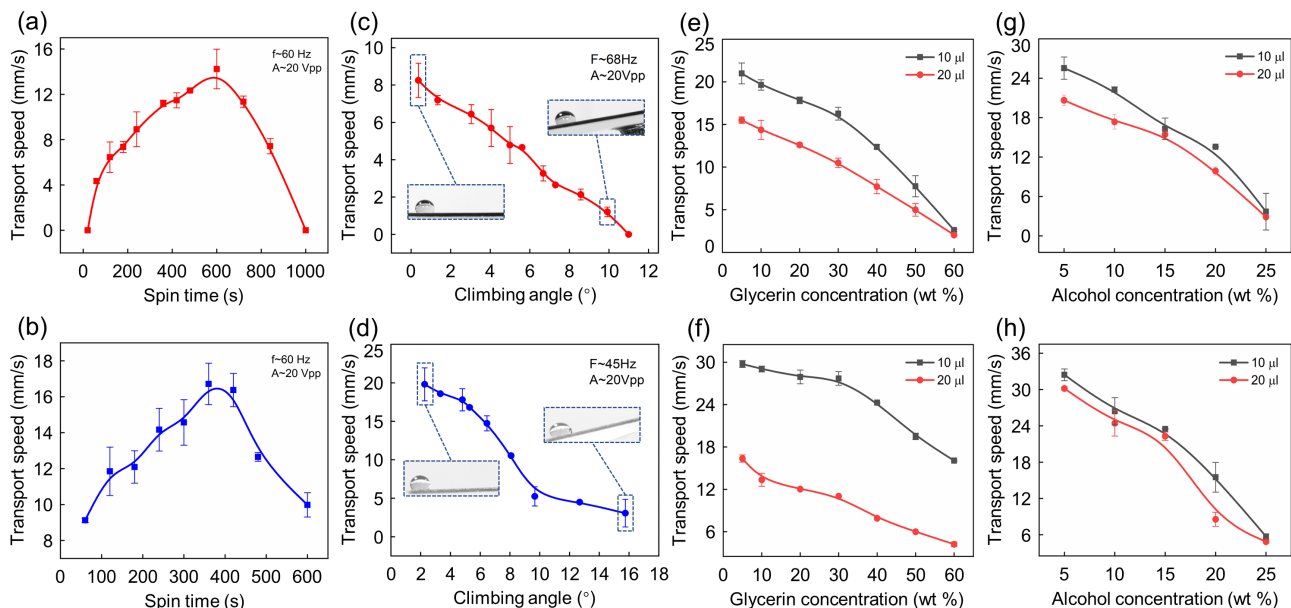 (a)
16
12
8
4
0
Transport speed (mm/s)
f~60 Hz
A~20 Vpp
0 200 400 600 800 1000
Spin time (s)
(c)
10
8
6
4
2
0
Transport speed (mm/s)
F~68Hz
A~20Vpp
0 2 4 6 8 10 12
Climbing angle (°)
(e)
25
20
15
10
5
0
Transport speed (mm/s)
10 µl
20 µl
10 20 30 40 50 60
Glycerin concentration (wt %)
(g)
30
24
18
12
6
0
Transport speed (mm/s)
10 µl
20 µl
5 10 15 20 25
Alcohol concentration (wt %)
(b)
18
16
14
12
10
8
Transport speed (mm/s)
f~60 Hz
A~20 Vpp
0 100 200 300 400 500 600
Spin time (s)
(d)
25
20
15
10
5
0
Transport speed (mm/s)
F~45Hz
A~20Vpp
0 2 4 6 8 10 12 14 16 18
Climbing angle (°)
(f)
30
24
18
12
6
Transport speed (mm/s)
10 µl
20 µl
10 20 30 40 50 60
Glycerin concentration (wt %)
(h)
36
30
24
18
12
6
Transport speed (mm/s)
10 µl
20 µl
5 10 15 20 25
Alcohol concentration (wt %)